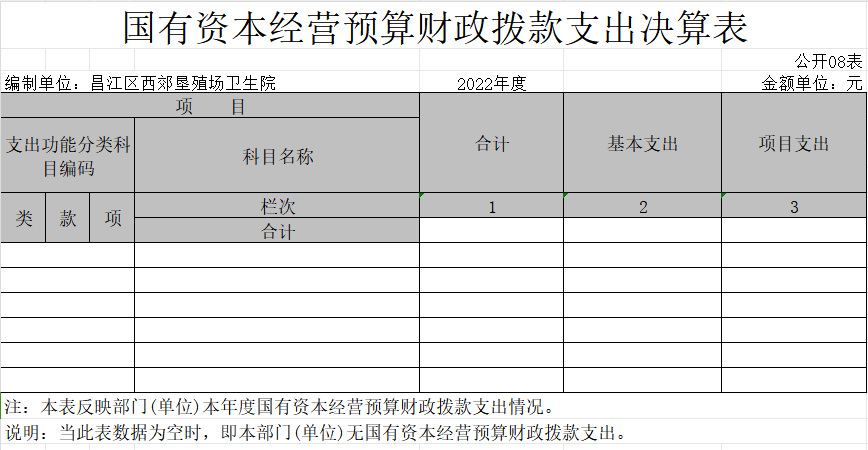 国有资本经营预算财政拨款支出决算表
公开08表
编制单位：昌江区西郊垦殖场卫生院 2022年度 金额单位：元
项 目
支出功能分类科
目编码
科目名称
合计
基本支出
项目支出
类 款 项
栏次 1 2 3
合计
注：本表反映部门(单位)本年度国有资本经营预算财政拨款支出情况。
说明：当此表数据为空时，即本部门(单位)无国有资本经营预算财政拨款支出。